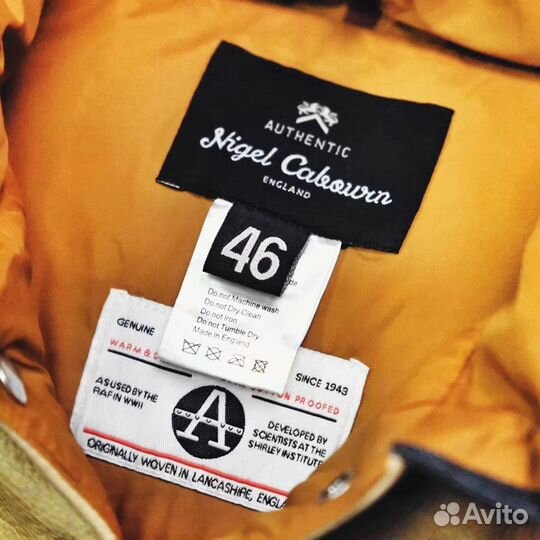 AUTHENTIC
Nigel Cabourn
ENGLAND
46
Do not Machine wash
Do not Dry Clean
Do not Iron
Do not Tumble Dry
Made in England
GENUINE
SINCE 1943
WARM &
PROOFED
AS USED BY THE
RAF IN WWII
A
DEVELOPED BY
SCIENTISTS AT THE
SHIRLEY INSTITUTE
ORIGINALLY WOVEN IN LANCASHIRE, ENG
Avito